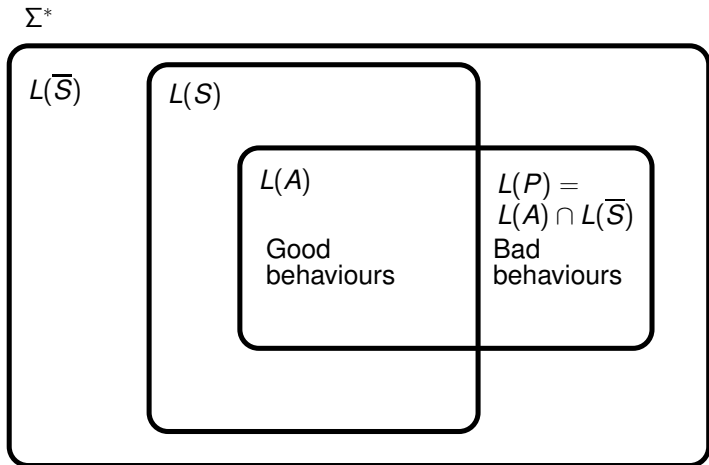 Σ*
L(S̅)
L(S)
L(A)
L(P) =
L(A) ∩ L(S̅)
Good
behaviours
Bad
behaviours